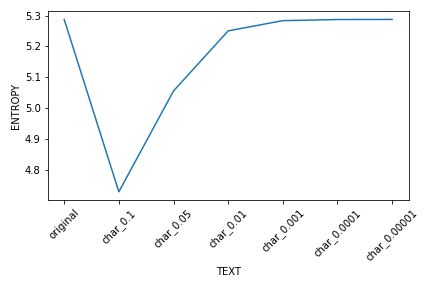 5.3
5.2
5.1
5.0
4.9
4.8
ENTROPY
original
char_0.1
char_0.05
char_0.01
char_0.001
char_0.0001
char_0.00001
TEXT